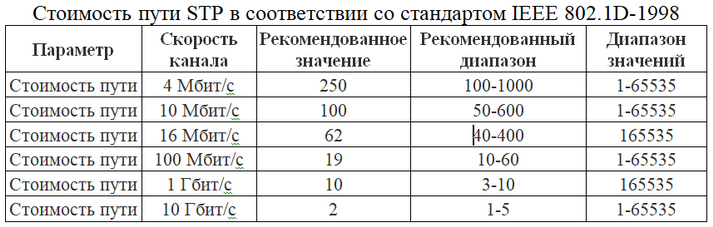 Стоимость пути STP в соответствии со стандартом IEEE 802.1D-1998
Параметр Скорость канала Рекомендованное значение Рекомендованный диапазон Диапазон значений
Стоимость пути 4 Мбит/с 250 100-1000 1-65535
Стоимость пути 10 Мбит/с 100 50-600 1-65535
Стоимость пути 16 Мбит/с 62 40-400 165535
Стоимость пути 100 Мбит/с 19 10-60 1-65535
Стоимость пути 1 Гбит/с 10 3-10 165535
Стоимость пути 10 Гбит/с 2 1-5 1-65535